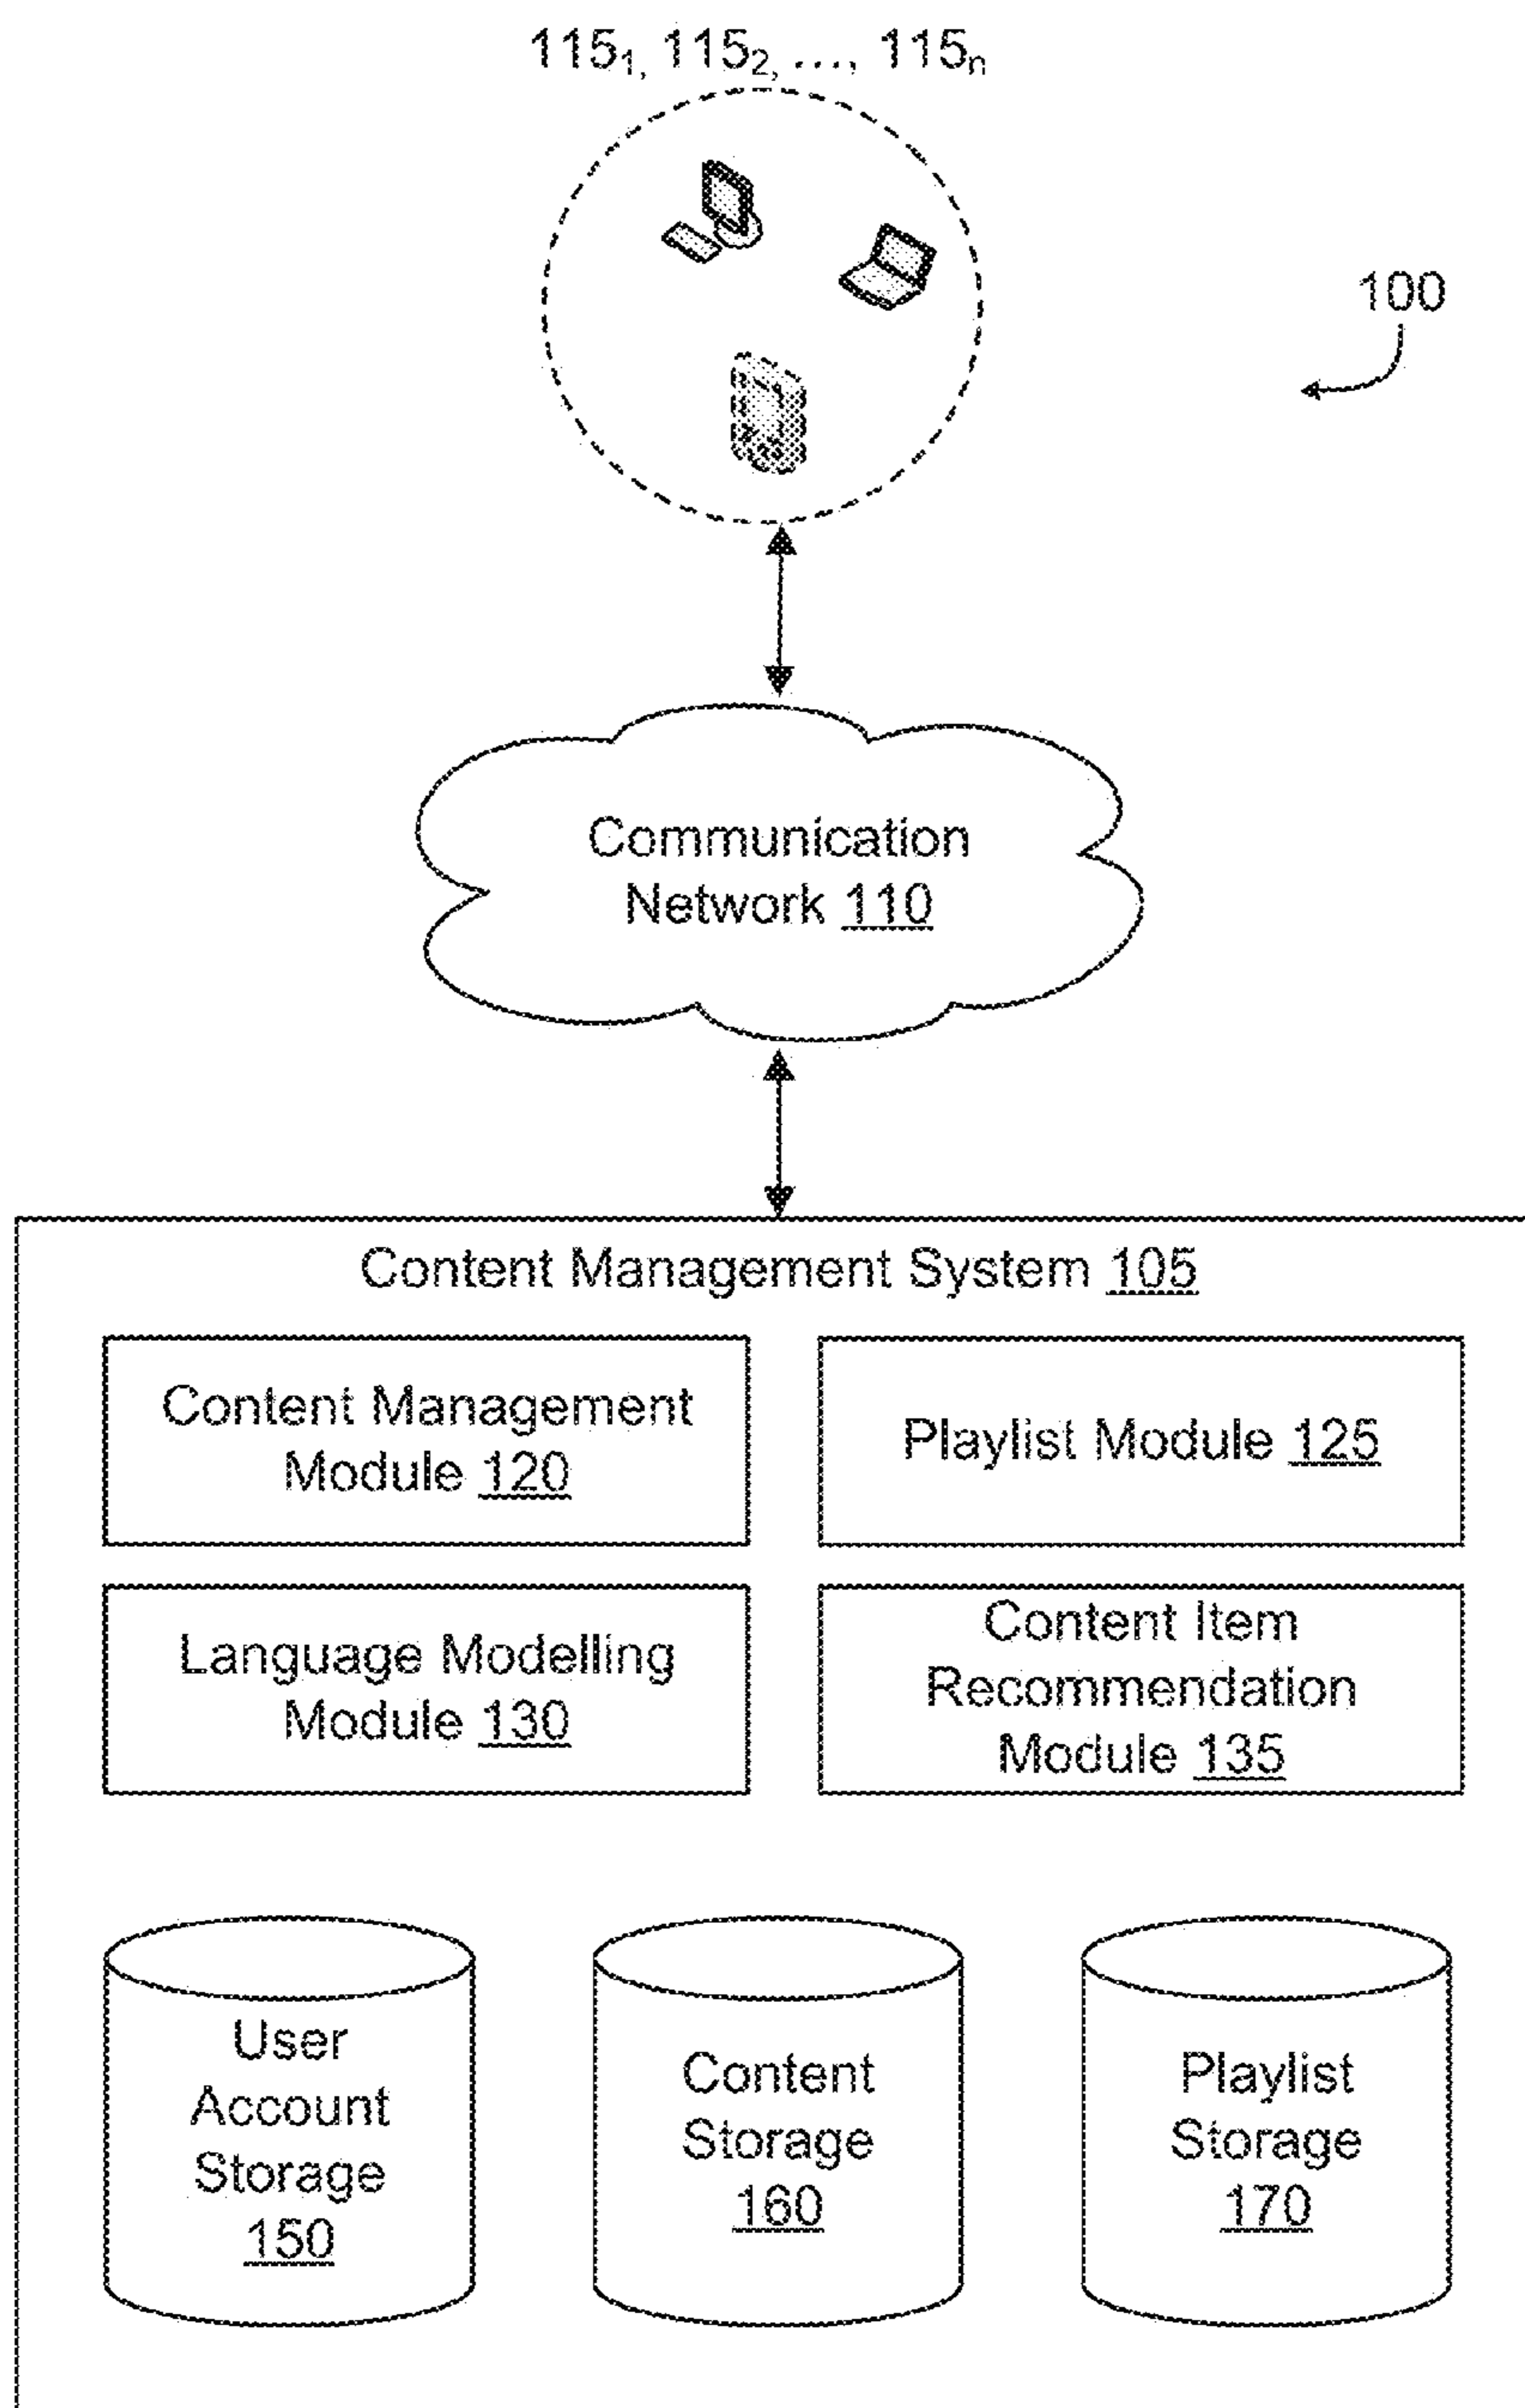 115₁, 115₂, ..., 115ₙ
100
Communication
Network 110
Content Management System 105
Content Management
Module 120
Playlist Module 125
Language Modelling
Module 130
Content Item
Recommendation
Module 135
User
Account
Storage
150
Content
Storage
160
Playlist
Storage
170